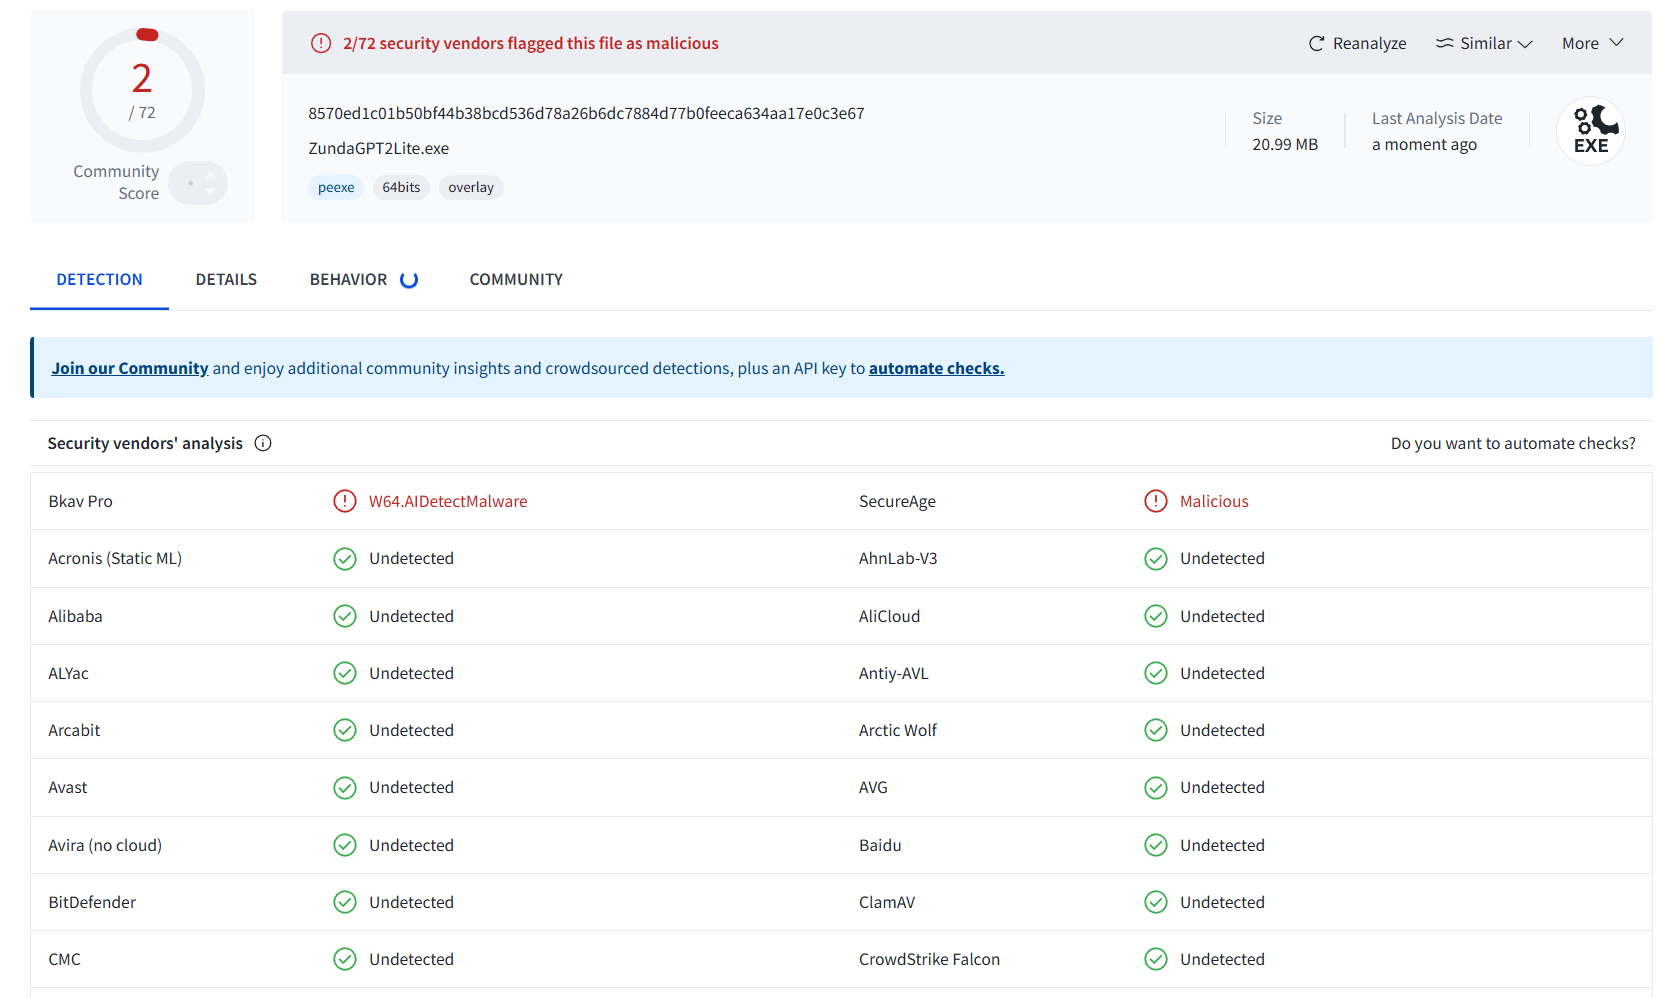 2
/ 72
Community
Score
2/72 security vendors flagged this file as malicious
Reanalyze
Similar
More
8570ed1c01b50bf44b38bcd536d78a26b6dc7884d77b0feeca634aa17e0c3e67
ZundaGPT2Lite.exe
peexe
64bits
overlay
Size
20.99 MB
Last Analysis Date
a moment ago
EXE
DETECTION
DETAILS
BEHAVIOR
COMMUNITY
Join our Community and enjoy additional community insights and crowdsourced detections, plus an API key to automate checks.
Security vendors' analysis
Do you want to automate checks?
Bkav Pro W64.AIDetectMalware SecureAge Malicious
Acronis (Static ML) Undetected AhnLab-V3 Undetected
Alibaba Undetected AliCloud Undetected
ALYac Undetected Antiy-AVL Undetected
Arcabit Undetected Arctic Wolf Undetected
Avast Undetected AVG Undetected
Avira (no cloud) Undetected Baidu Undetected
BitDefender Undetected ClamAV Undetected
CMC Undetected CrowdStrike Falcon Undetected